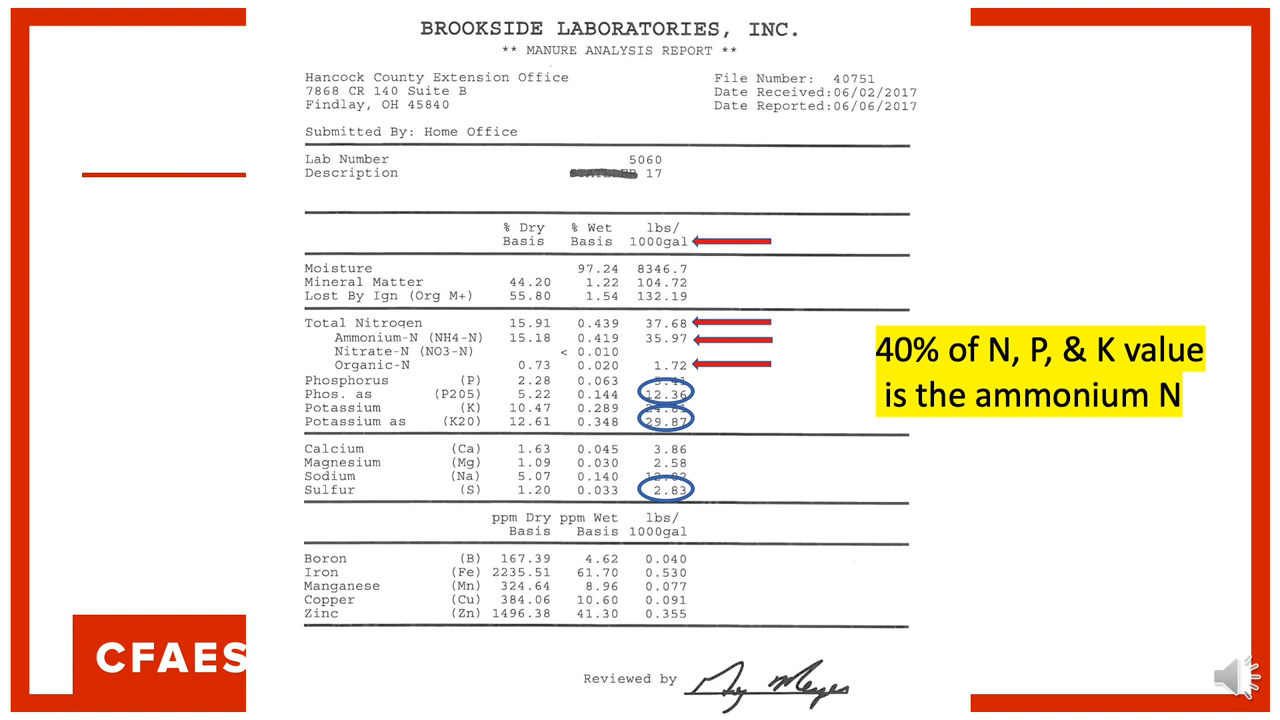 BROOKSIDE LABORATORIES, INC.
** MANURE ANALYSIS REPORT **
Hancock County Extension Office File Number: 40751
7868 CR 140 Suite B Date Received:06/02/2017
Findlay, OH 45840 Date Reported:06/06/2017
Submitted By: Home Office
Lab Number 5060
Description 17
% Dry % Wet lbs/
Basis Basis 1000gal
Moisture 97.24 8346.7
Mineral Matter 44.20 1.22 104.72
Lost By Ign (Org M+) 55.80 1.54 132.19
Total Nitrogen 15.91 0.439 37.68
Ammonium-N (NH4-N) 15.18 0.419 35.97
Nitrate-N (NO3-N) < 0.010
Organic-N 0.73 0.020 1.72
Phosphorus (P) 2.28 0.063
Phos. as (P205) 5.22 0.144 12.36
Potassium (K) 10.47 0.289
Potassium as (K20) 12.61 0.348 29.87
Calcium (Ca) 1.63 0.045 3.86
Magnesium (Mg) 1.09 0.030 2.58
Sodium (Na) 5.07 0.140
Sulfur (S) 1.20 0.033 2.83
ppm Dry ppm Wet lbs/
Basis Basis 1000gal
Boron (B) 167.39 4.62 0.040
Iron (Fe) 2235.51 61.70 0.530
Manganese (Mn) 324.64 8.96 0.077
Copper (Cu) 384.06 10.60 0.091
Zinc (Zn) 1496.38 41.30 0.355
Reviewed by
40% of N, P, & K value
is the ammonium N
CFAES